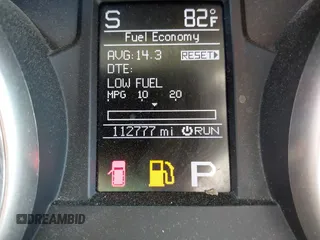 S 82°F
Fuel Economy
AVG:14.3 RESET
DTE:
LOW FUEL
MPG 10 20
112777 mi RUN
P
DREAMBID